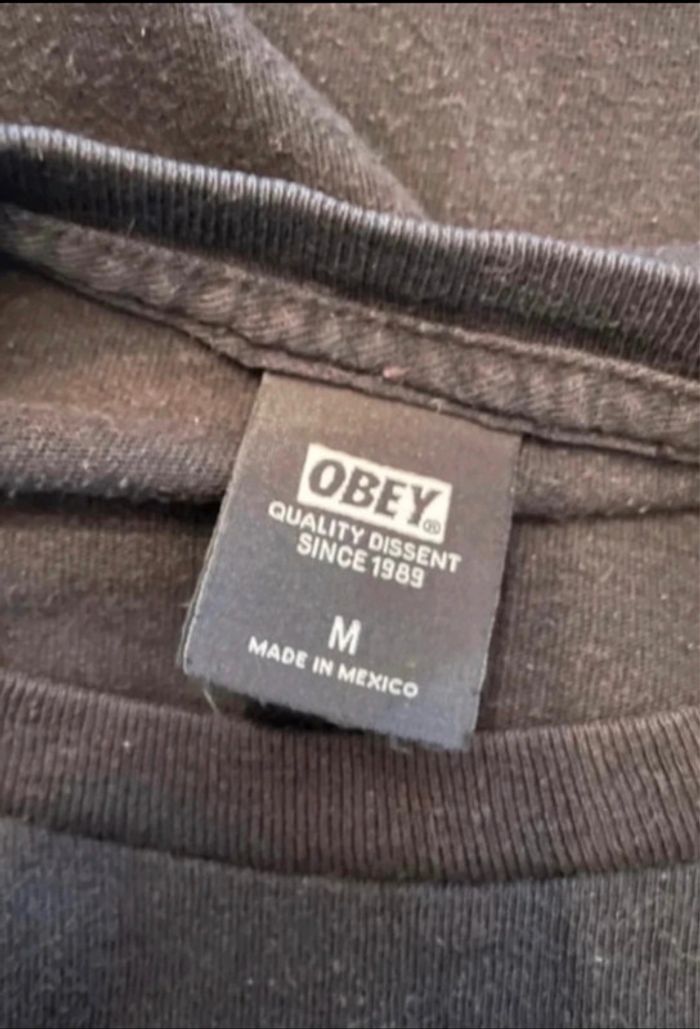 OBEY®
QUALITY DISSENT
SINCE 1989
M
MADE IN MEXICO